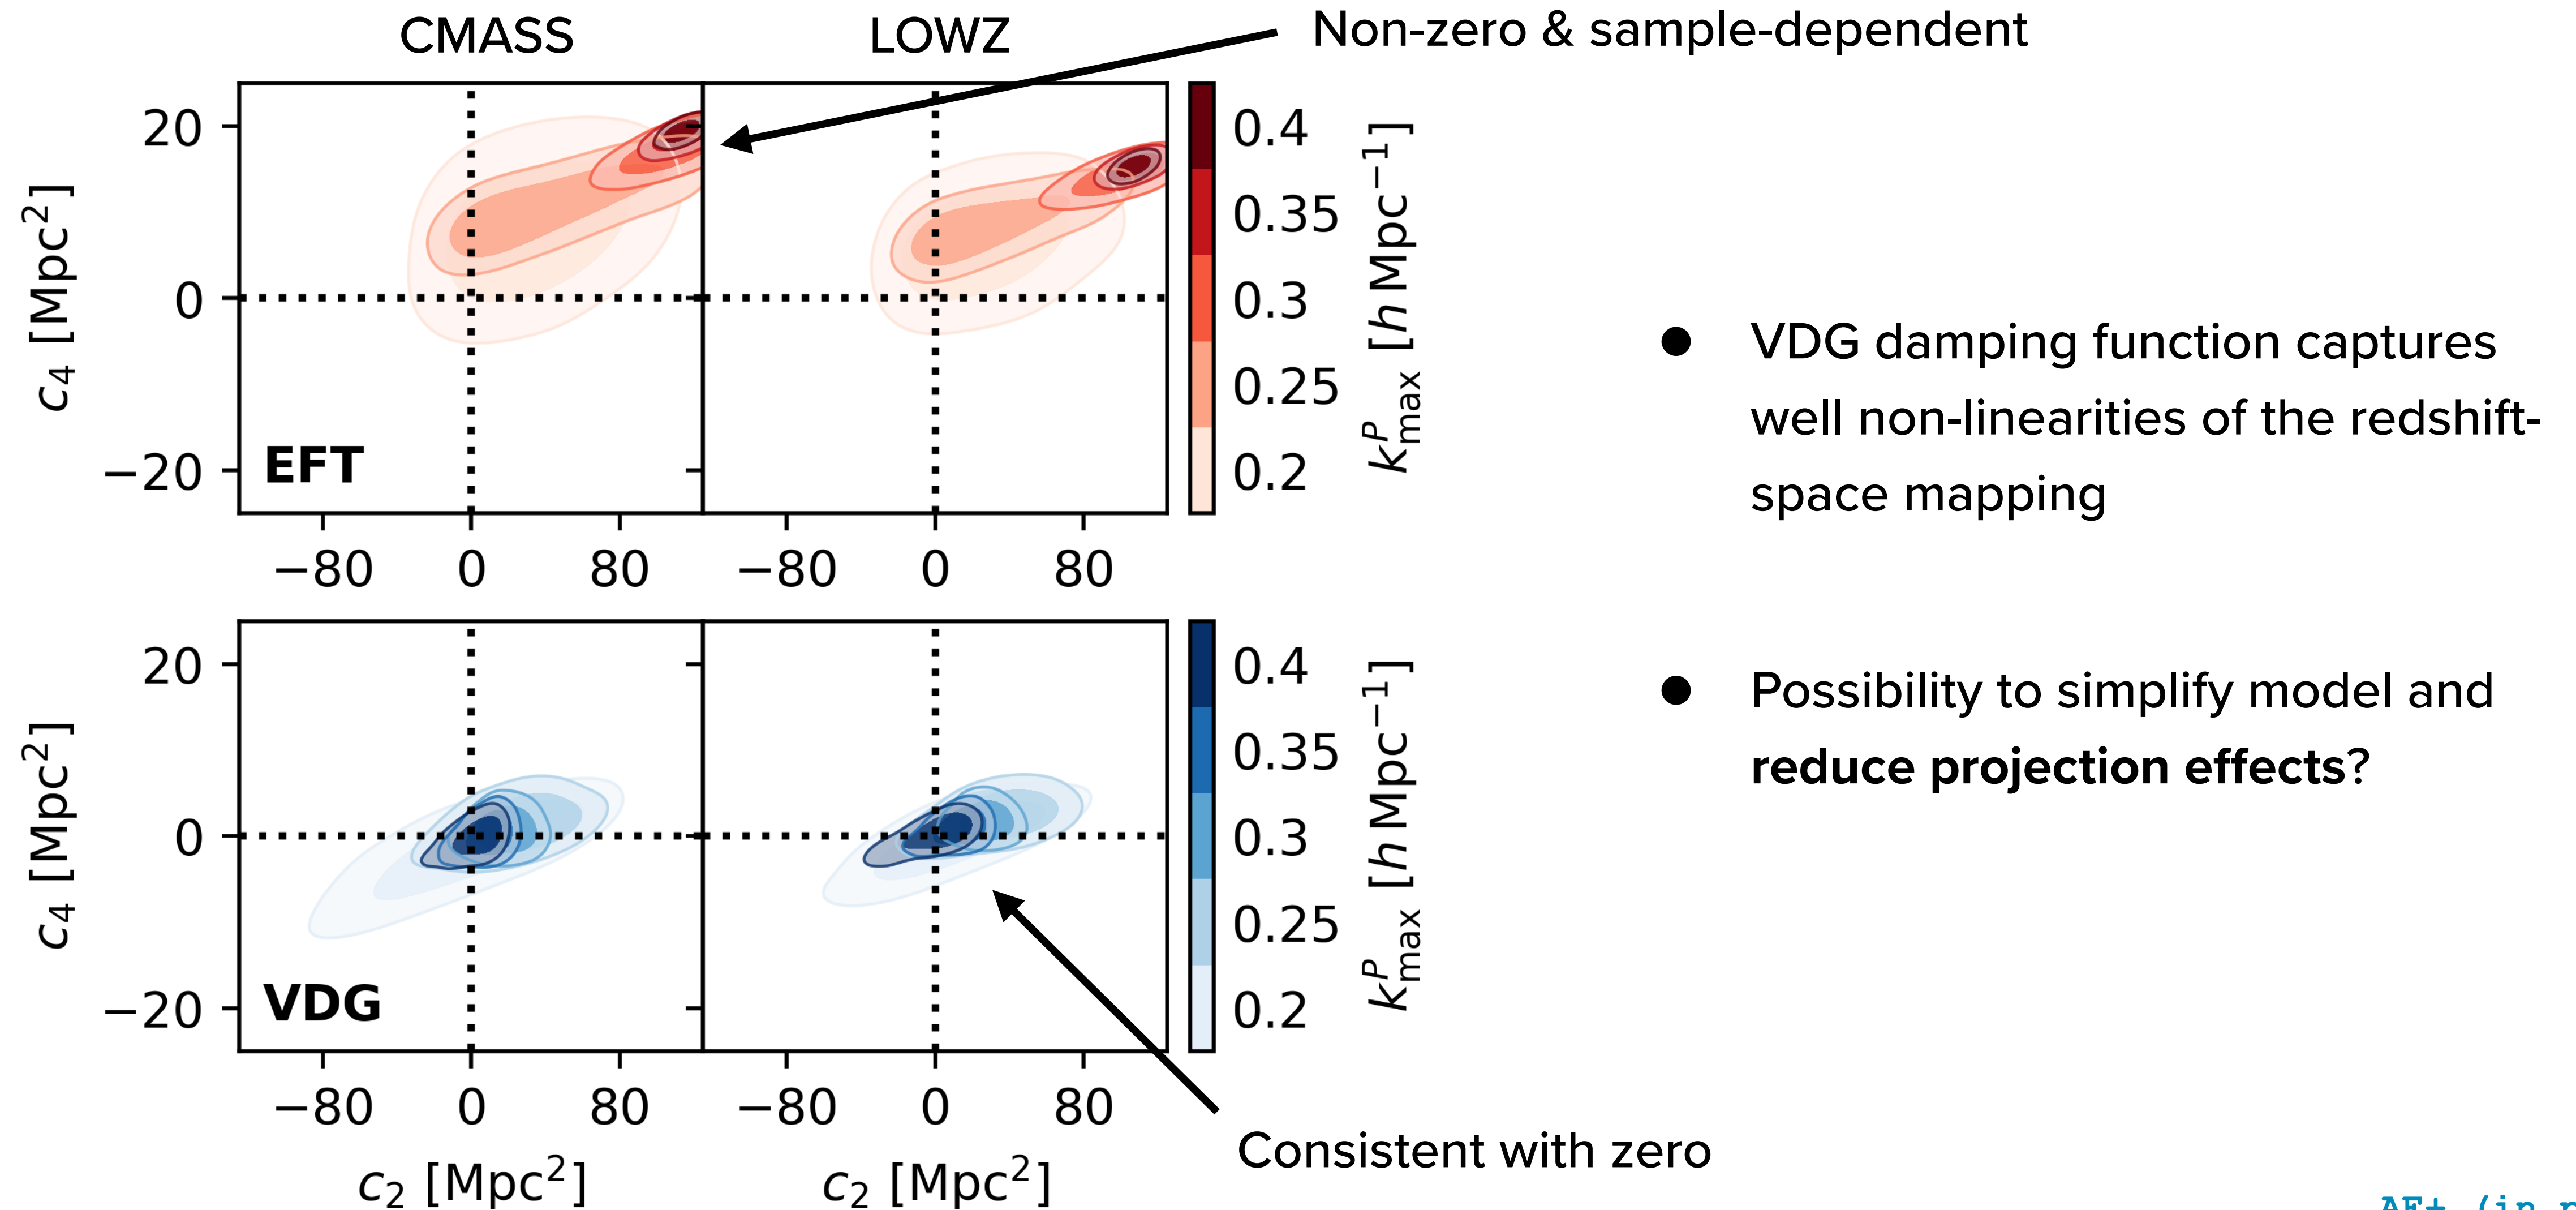 CMASS
LOWZ
Non-zero & sample-dependent
20
0
−20
c₄ [Mpc²]
EFT
−80
0
80
−80
0
80
0.4
0.35
0.3
0.25
0.2
k^P_max [h Mpc⁻¹]
VDG damping function captures
well non-linearities of the redshift-
space mapping
Possibility to simplify model and
reduce projection effects?
20
0
−20
c₄ [Mpc²]
VDG
−80
0
80
−80
0
80
c₂ [Mpc²]
c₂ [Mpc²]
0.4
0.35
0.3
0.25
0.2
k^P_max [h Mpc⁻¹]
Consistent with zero